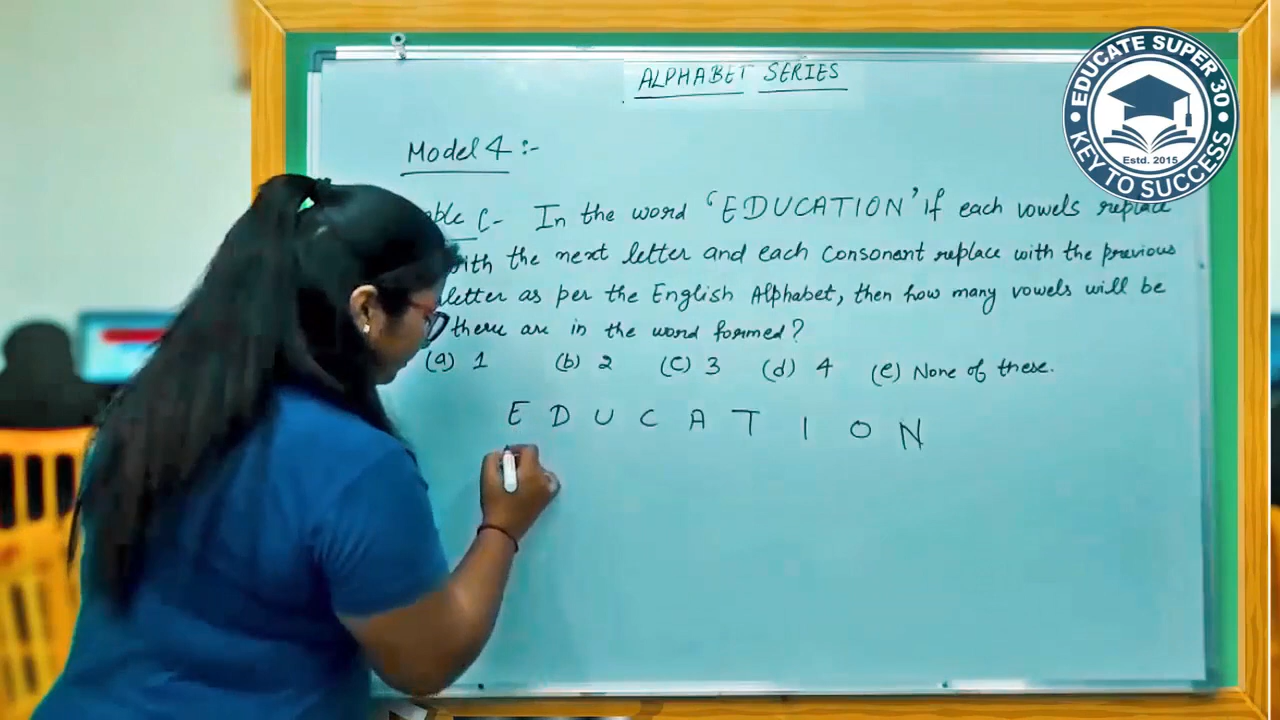 ALPHABET SERIES
EDUCATE SUPER 30
Estd. 2015
KEY TO SUCCESS
Model 4 :-
C- In the word 'EDUCATION' if each vowels replace
with the next letter and each Consonent replace with the previous
letter as per the English Alphabet, then how many vowels will be
there are in the word formed?
(a) 1 (b) 2 (c) 3 (d) 4 (e) None of these.
E D U C A T I O N